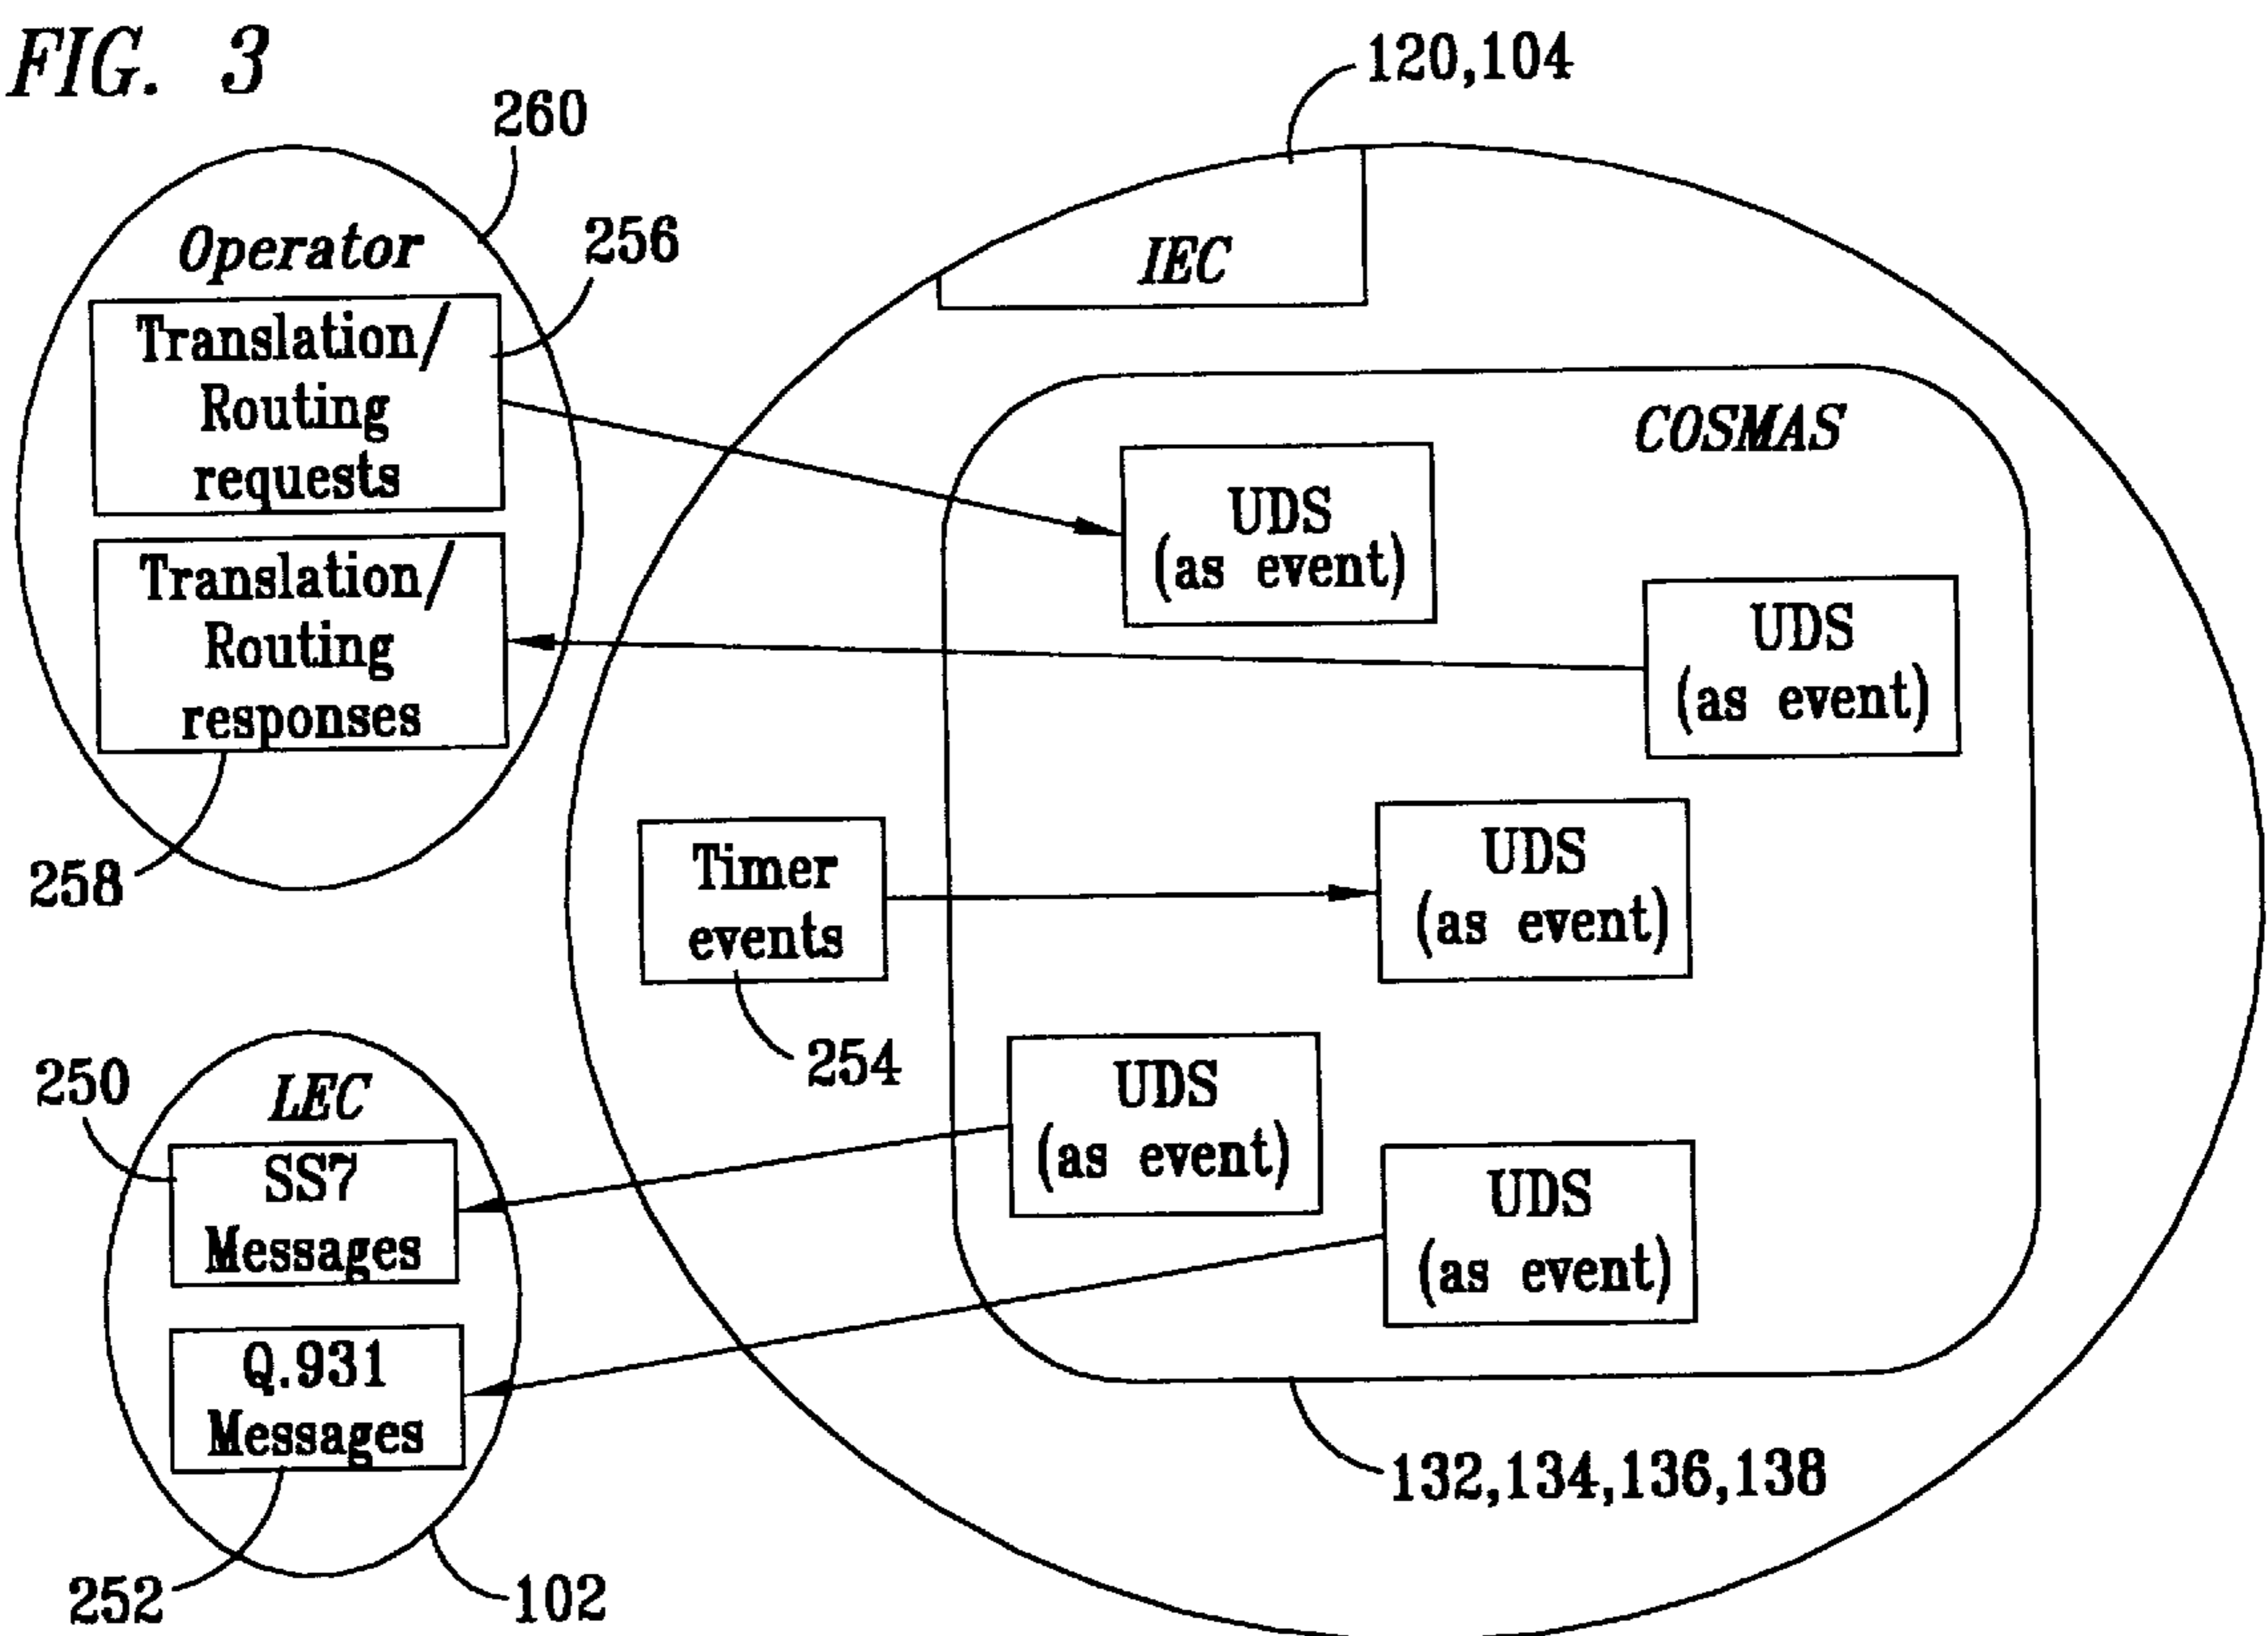 FIG. 3
260
120,104
Operator
256
Translation/
Routing
requests
Translation/
Routing
responses
258
IEC
COSMAS
UDS
(as event)
UDS
(as event)
Timer
events
254
UDS
(as event)
250
LEC
SS7
Messages
Q.931
Messages
252
102
UDS
(as event)
UDS
(as event)
132,134,136,138